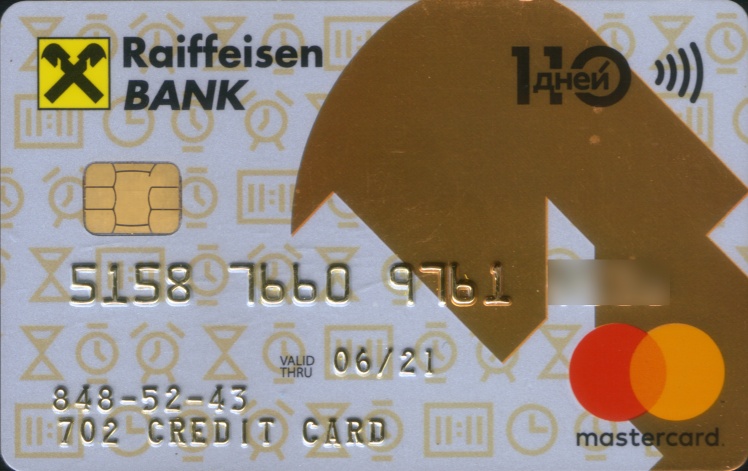 Raiffeisen
BANK
110 дней
5158 7660 9761
VALID THRU 06/21
848-52-43
702 CREDIT CARD
mastercard.